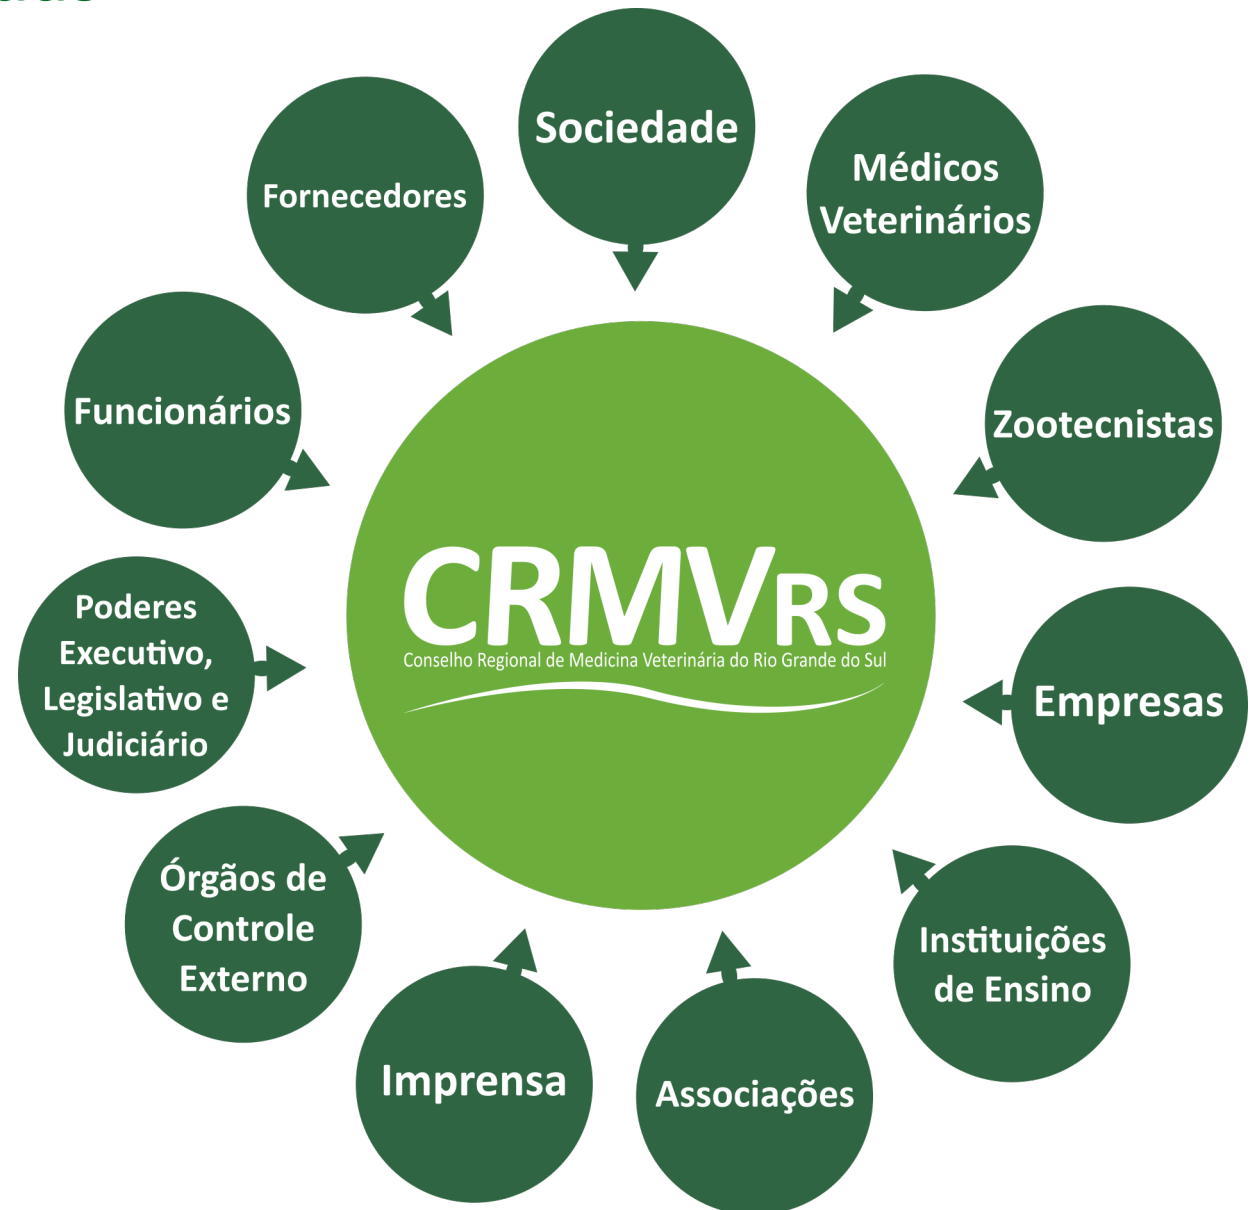 Sociedade
Médicos
Veterinários
Zootecnistas
Empresas
Instituições
de Ensino
Associações
Imprensa
Órgãos de
Controle
Externo
Poderes
Executivo,
Legislativo e
Judiciário
Funcionários
Fornecedores
CRMVRS
Conselho Regional de Medicina Veterinária do Rio Grande do Sul